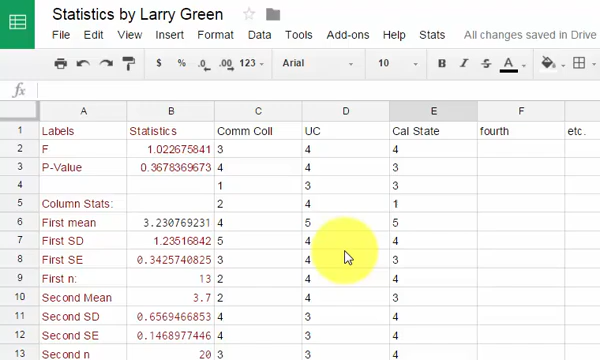 Statistics by Larry Green
File Edit View Insert Format Data Tools Add-ons Help Stats All changes saved in Drive
$ % .0 .00 123 Arial 10 B I S A
fx
A B C D E F
1 Labels Statistics Comm Coll UC Cal State fourth etc.
2 F 1.022675841 3 4 4
3 P-Value 0.3678369673 4 4 3
4 1 3 3
5 Column Stats: 2 4 1
6 First mean 3.230769231 4 5 5
7 First SD 1.23516842 5 4 4
8 First SE 0.3425740825 3 4 3
9 First n: 13 2 4 4
10 Second Mean 3.7 2 4 3
11 Second SD 0.6569466853 4 3 4
12 Second SE 0.1468977446 4 3 4
13 Second n 20 3 3 4